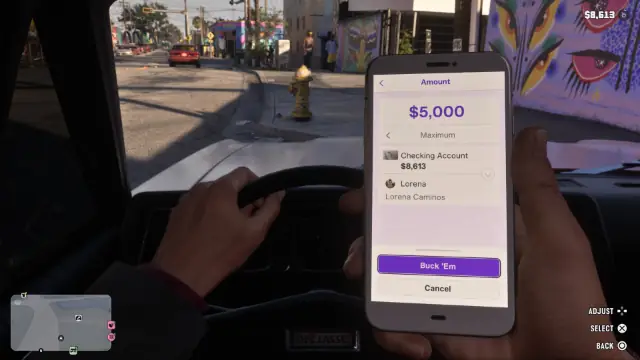 $8,613
Amount
$5,000
Maximum
Checking Account
$8,613
Lorena
Lorena Caminos
Buck 'Em
Cancel
ADJUST
SELECT
BACK